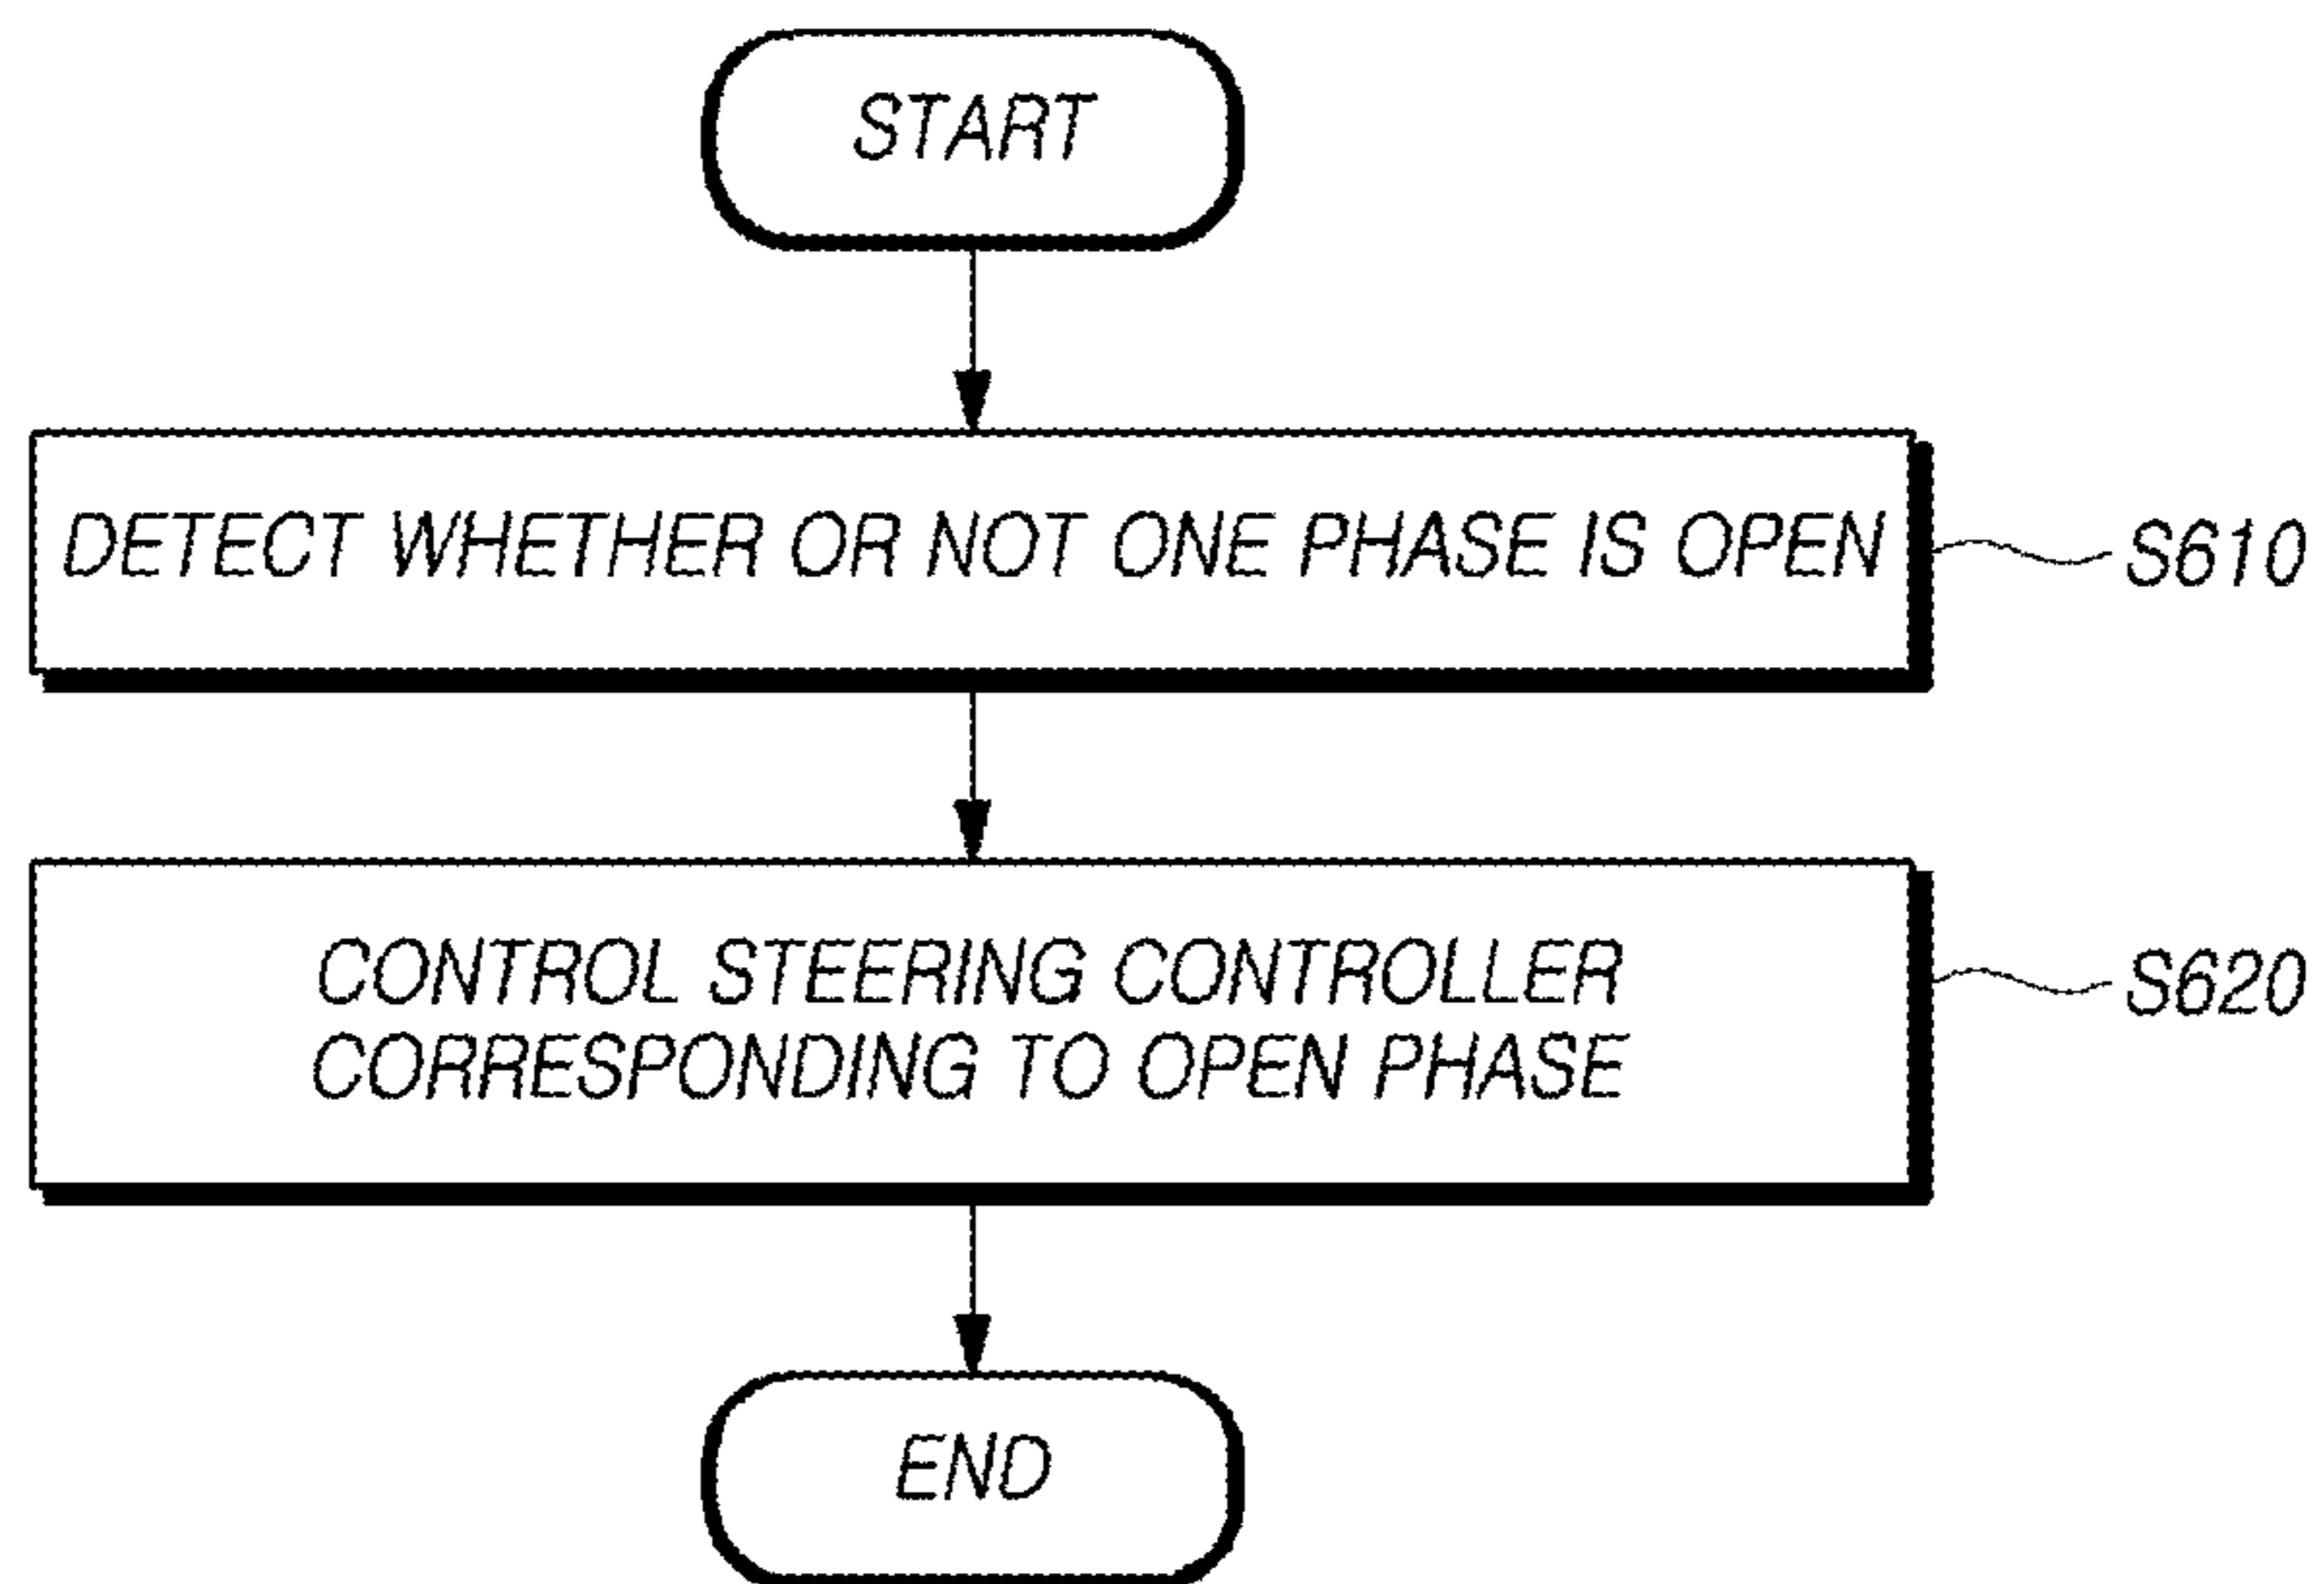 START
DETECT WHETHER OR NOT ONE PHASE IS OPEN
S610
CONTROL STEERING CONTROLLER
CORRESPONDING TO OPEN PHASE
S620
END